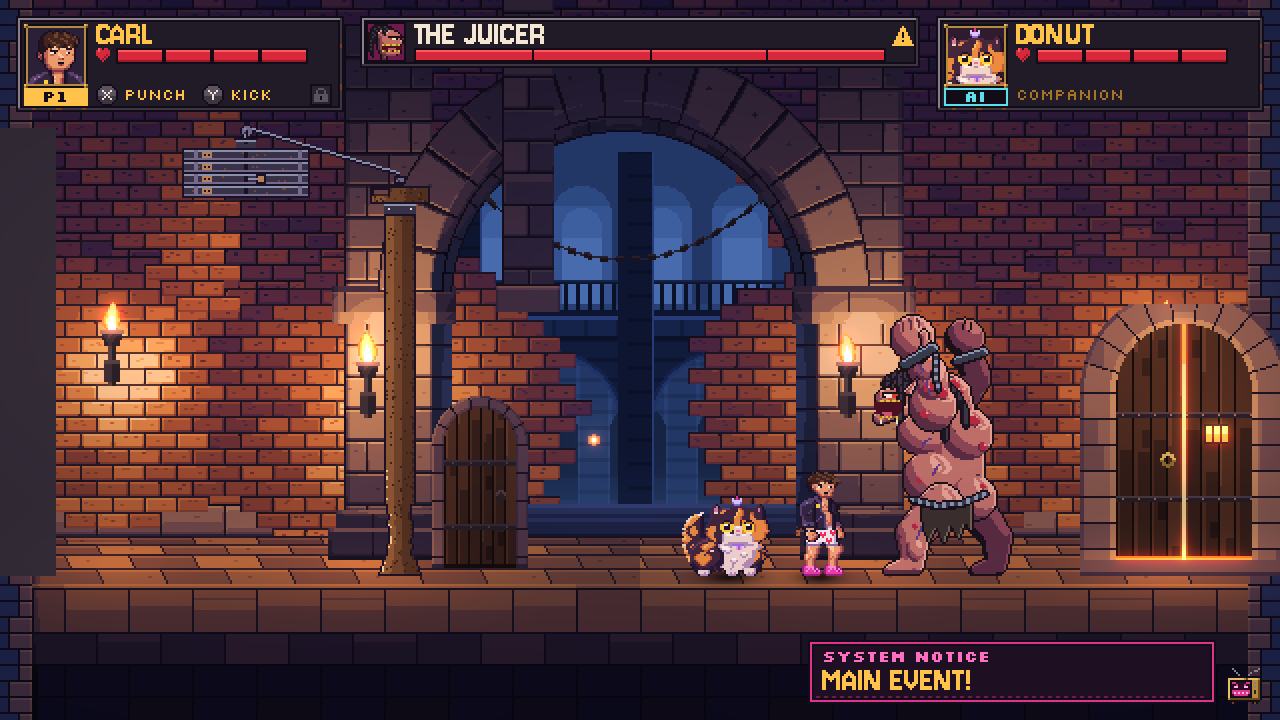 CARL
P1
X PUNCH Y KICK
THE JUICER
DONUT
AI
COMPANION
SYSTEM NOTICE
MAIN EVENT!